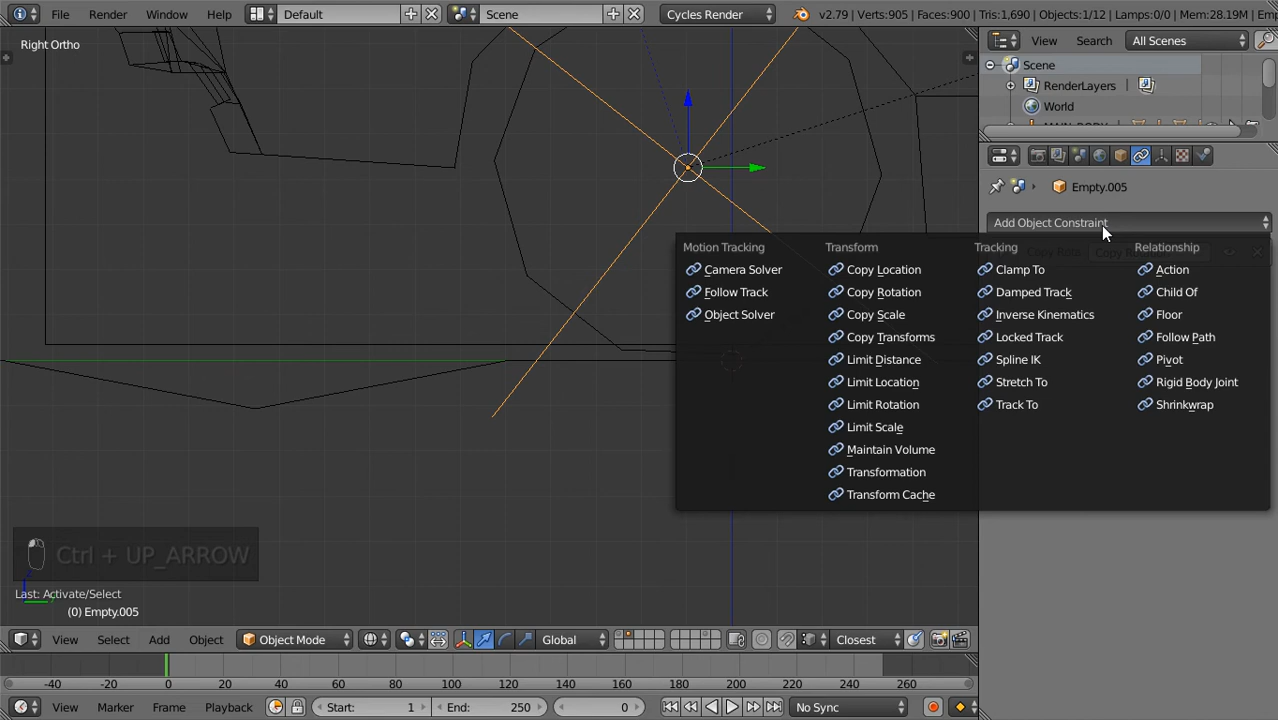 File Render Window Help Default Scene Cycles Render v2.79 | Verts:905 | Faces:900 | Tris:1,690 | Objects:1/12 | Lamps:0/0 | Mem:28.19M | Emp
Right Ortho
View Search All Scenes
Scene
RenderLayers
World
MAIN_BODY
Empty.005
Add Object Constraint
Motion Tracking Transform Tracking Relationship
Camera Solver Copy Location Clamp To Action
Follow Track Copy Rotation Damped Track Child Of
Object Solver Copy Scale Inverse Kinematics Floor
Copy Transforms Locked Track Follow Path
Limit Distance Spline IK Pivot
Limit Location Stretch To Rigid Body Joint
Limit Rotation Track To Shrinkwrap
Limit Scale
Maintain Volume
Transformation
Transform Cache
Ctrl + UP_ARROW
Last: Activate/Select
(0) Empty.005
View Select Add Object Object Mode Global Closest
-40 -20 0 20 40 60 80 100 120 140 160 180 200 220 240 260
View Marker Frame Playback Start: 1 End: 250 0 No Sync